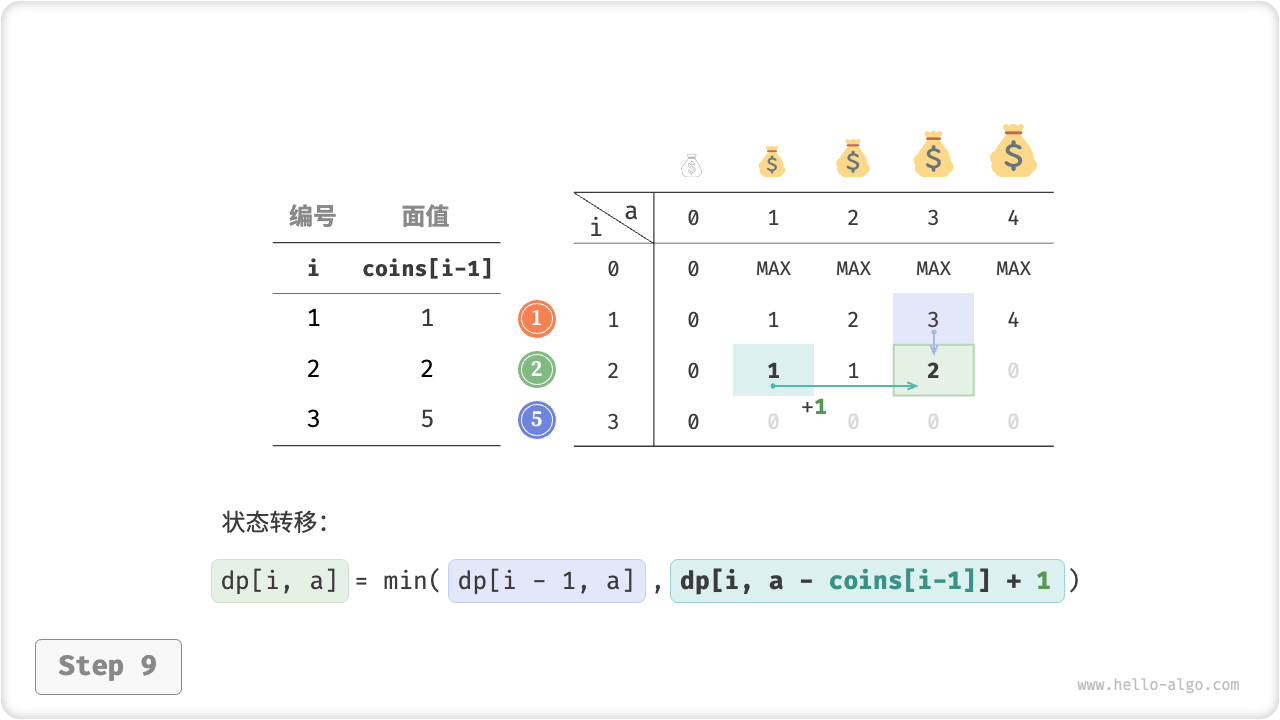 编号 面值
i coins[i-1]
1 1
2 2
3 5
1
2
5
$ $ $ $ $
i a 0 1 2 3 4
0 0 MAX MAX MAX MAX
1 0 1 2 3 4
2 0 1 1 2 0
+1
3 0 0 0 0 0
状态转移：
dp[i, a] = min( dp[i - 1, a] , dp[i, a - coins[i-1]] + 1 )
Step 9
www.hello-algo.com